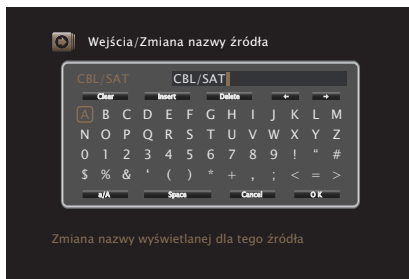 Wejścia/Zmiana nazwy źródła
CBL/SAT CBL/SAT
Clear Insert Delete ← →
A B C D E F G H I J K L M
N O P Q R S T U V W X Y Z
0 1 2 3 4 5 6 7 8 9 ! “ #
$ % & ‘ ( ) * + , ; < = >
a/A Space Cancel OK
Zmiana nazwy wyświetlanej dla tego źródła